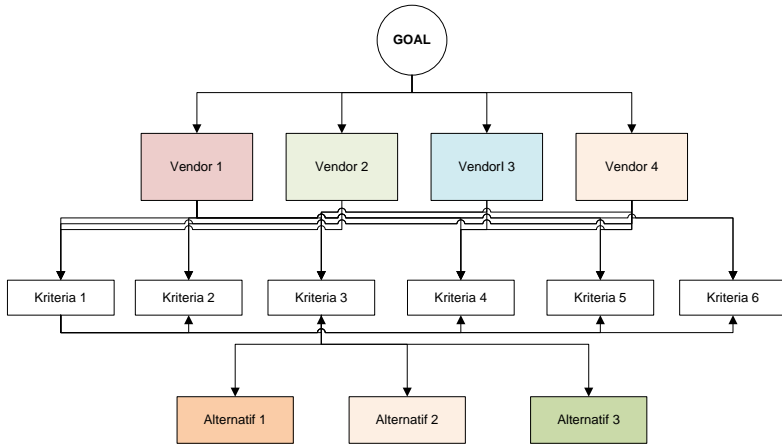 GOAL
Vendor 1
Vendor 2
Vendorl 3
Vendor 4
Kriteria 1
Kriteria 2
Kriteria 3
Kriteria 4
Kriteria 5
Kriteria 6
Alternatif 1
Alternatif 2
Alternatif 3